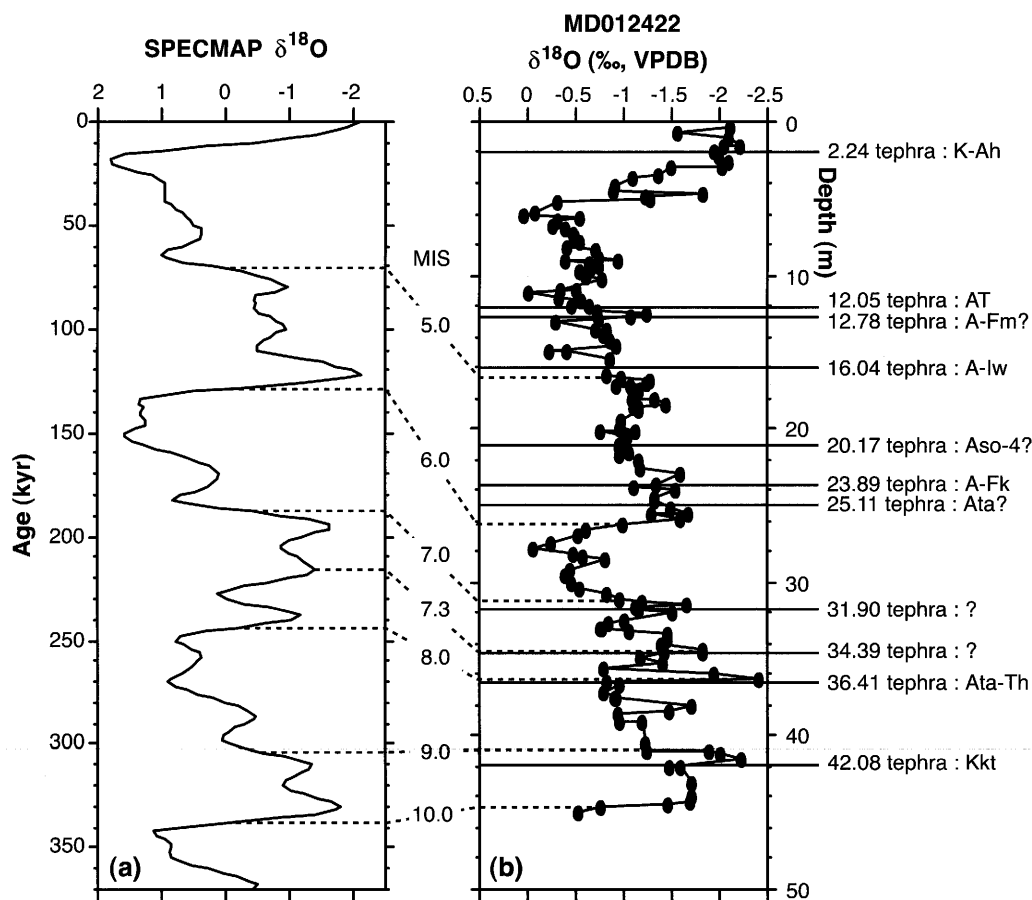 SPECMAP δ18O
2 1 0 -1 -2
Age (kyr)
0
50
100
150
200
250
300
350
(a)
MIS
5.0
6.0
7.0
7.3
8.0
9.0
10.0
MD012422
δ18O (‰, VPDB)
0.5 0 -0.5 -1 -1.5 -2 -2.5
Depth (m)
0
10
20
30
40
50
2.24 tephra : K-Ah
12.05 tephra : AT
12.78 tephra : A-Fm?
16.04 tephra : A-Iw
20.17 tephra : Aso-4?
23.89 tephra : A-Fk
25.11 tephra : Ata?
31.90 tephra : ?
34.39 tephra : ?
36.41 tephra : Ata-Th
42.08 tephra : Kkt
(b)